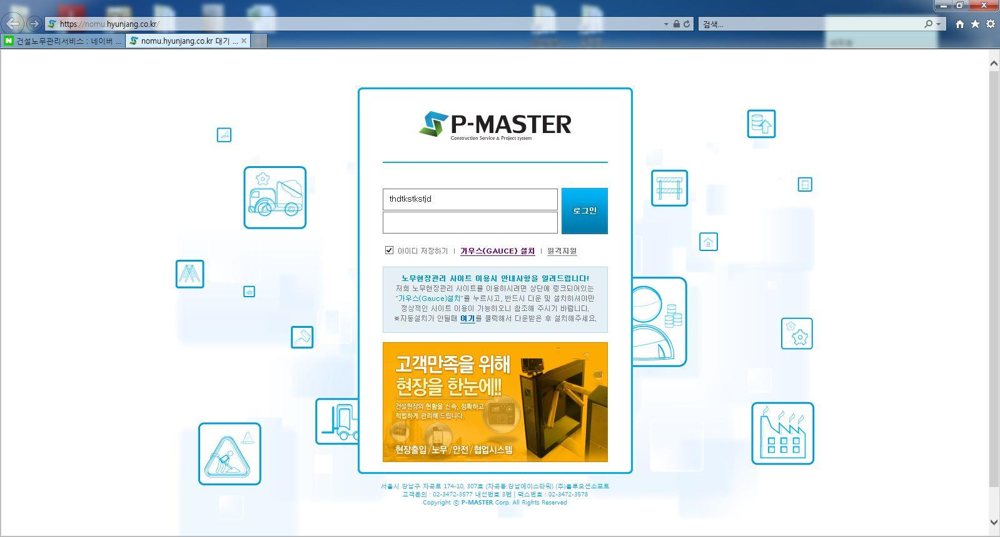 https://nomu.hyunjang.co.kr/
검색...
건설노무관리서비스 : 네이버 ...
nomu.hyunjang.co.kr 대기 ...
P-MASTER
Construction Service & Project system
thdtkstkstjd
로그인
아이디 저장하기 | 가우스(GAUCE) 설치 | 원격지원
노무현장관리 사이트 이용시 안내사항을 알려드립니다!
저희 노무현장관리 사이트를 이용하시려면 상단에 링크되어있는
"가우스(Gauce)설치"를 누르시고, 반드시 다운 및 설치하셔야만
정상적인 사이트 이용이 가능하오니 참조해 주시기 바랍니다.
※자동설치가 안될때 여기를 클릭해서 다운받은 후 설치해주세요.
고객만족을 위해
현장을 한눈에!!
건설현장의 현황을 신속, 정확하고
적법하게 관리해 드립니다.
현장출입/노무/안전/협업시스템
서울시 강남구 자곡로 174-10, 307호 (자곡동,강남에이스타워) (주)블루오션소프트
고객문의 : 02-3472-3577 내선번호 3번 | 팩스번호 : 02-3472-3578
Copyright ⓒ P-MASTER Corp. All Rights Reserved